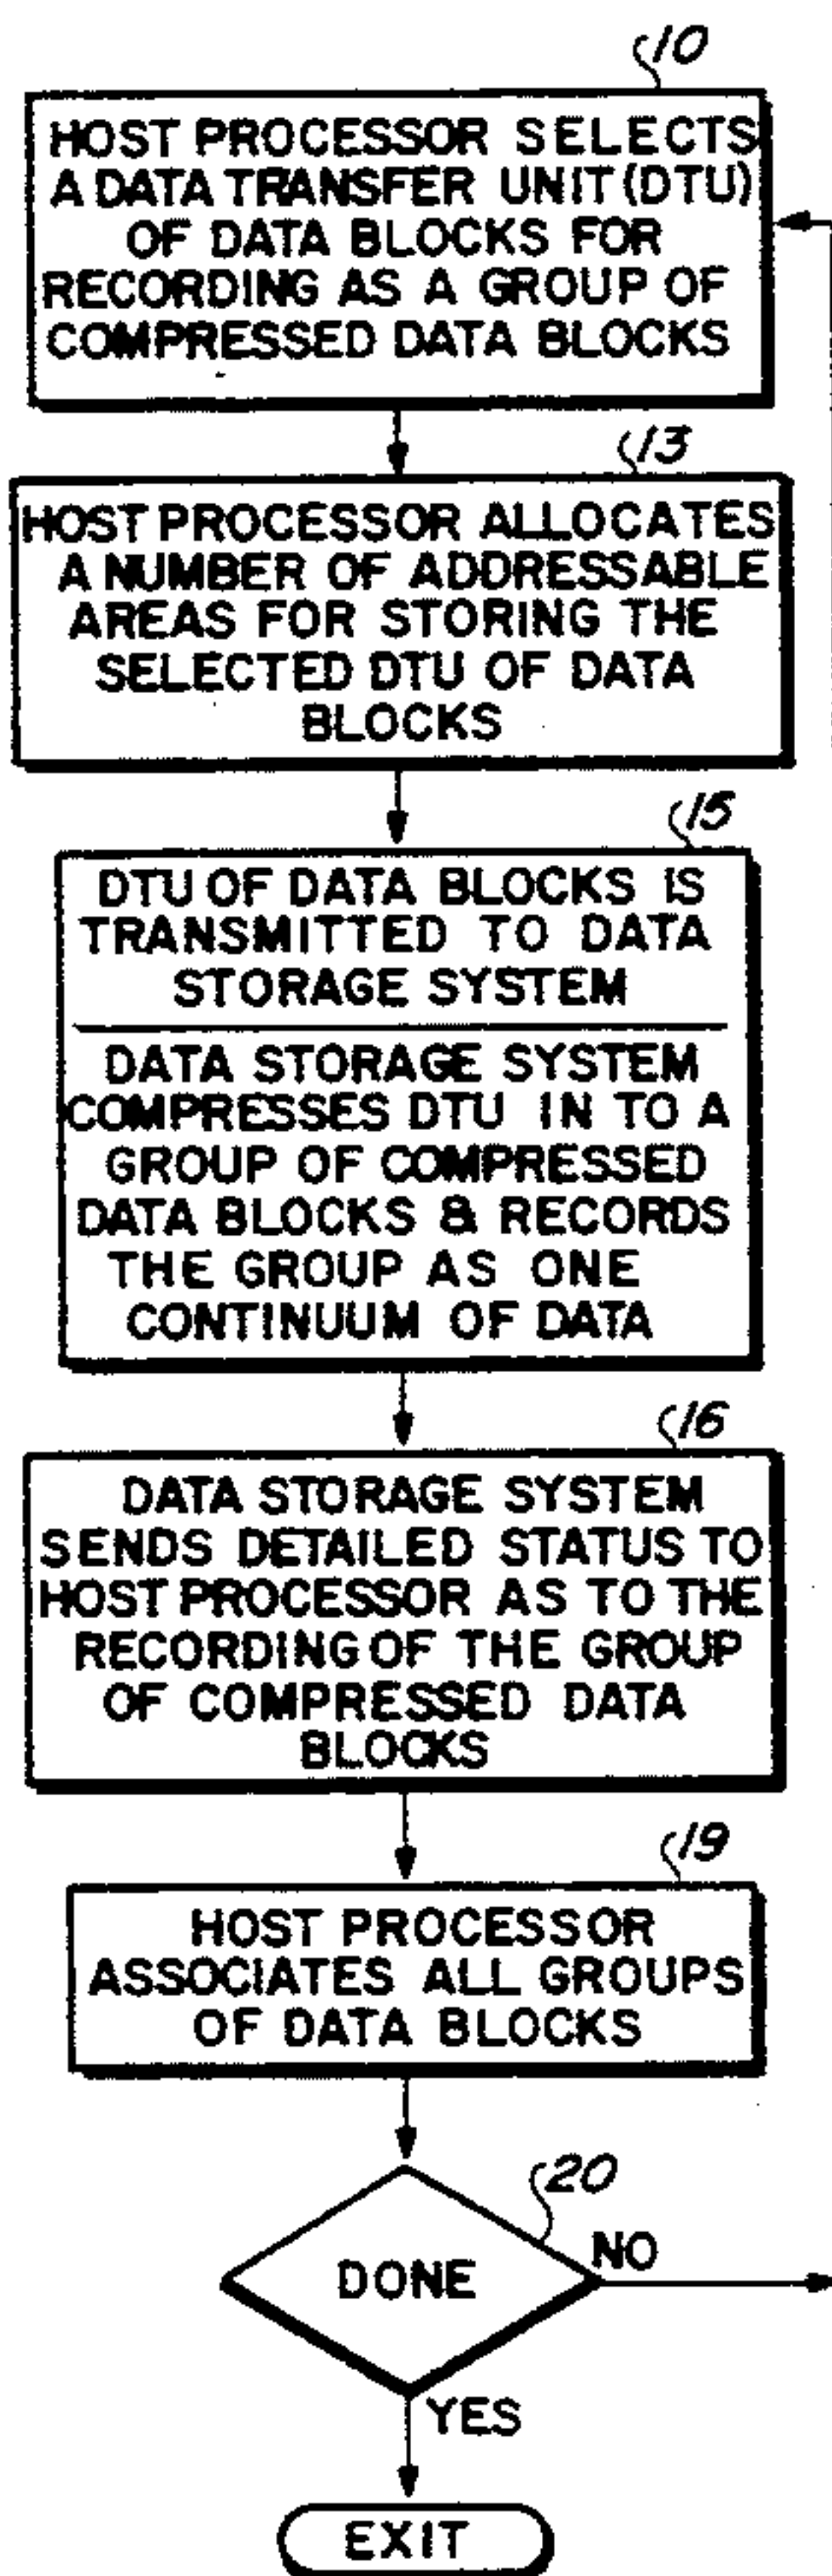 10
HOST PROCESSOR SELECTS
A DATA TRANSFER UNIT (DTU)
OF DATA BLOCKS FOR
RECORDING AS A GROUP OF
COMPRESSED DATA BLOCKS
13
HOST PROCESSOR ALLOCATES
A NUMBER OF ADDRESSABLE
AREAS FOR STORING THE
SELECTED DTU OF DATA
BLOCKS
15
DTU OF DATA BLOCKS IS
TRANSMITTED TO DATA
STORAGE SYSTEM
DATA STORAGE SYSTEM
COMPRESSES DTU IN TO A
GROUP OF COMPRESSED
DATA BLOCKS & RECORDS
THE GROUP AS ONE
CONTINUUM OF DATA
16
DATA STORAGE SYSTEM
SENDS DETAILED STATUS TO
HOST PROCESSOR AS TO THE
RECORDING OF THE GROUP
OF COMPRESSED DATA
BLOCKS
19
HOST PROCESSOR
ASSOCIATES ALL GROUPS
OF DATA BLOCKS
20
DONE
NO
YES
EXIT